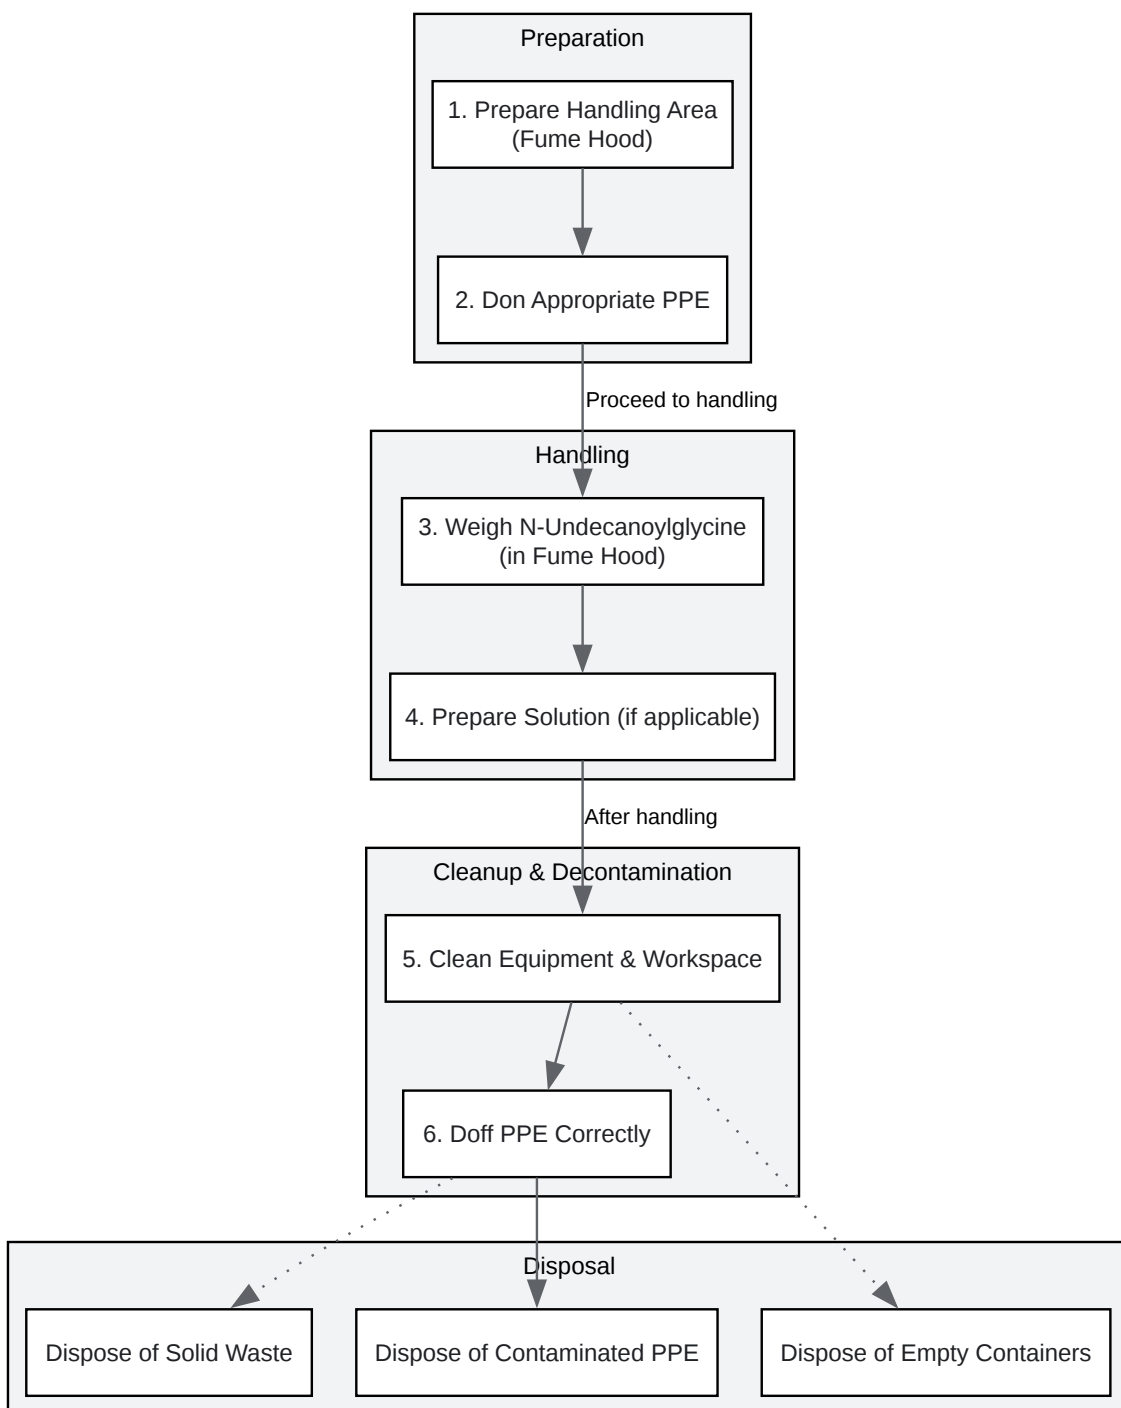 Preparation
1. Prepare Handling Area
(Fume Hood)
2. Don Appropriate PPE
Proceed to handling
Handling
3. Weigh N-Undecanoylglycine
(in Fume Hood)
4. Prepare Solution (if applicable)
After handling
Cleanup & Decontamination
5. Clean Equipment & Workspace
6. Doff PPE Correctly
Disposal
Dispose of Solid Waste
Dispose of Contaminated PPE
Dispose of Empty Containers